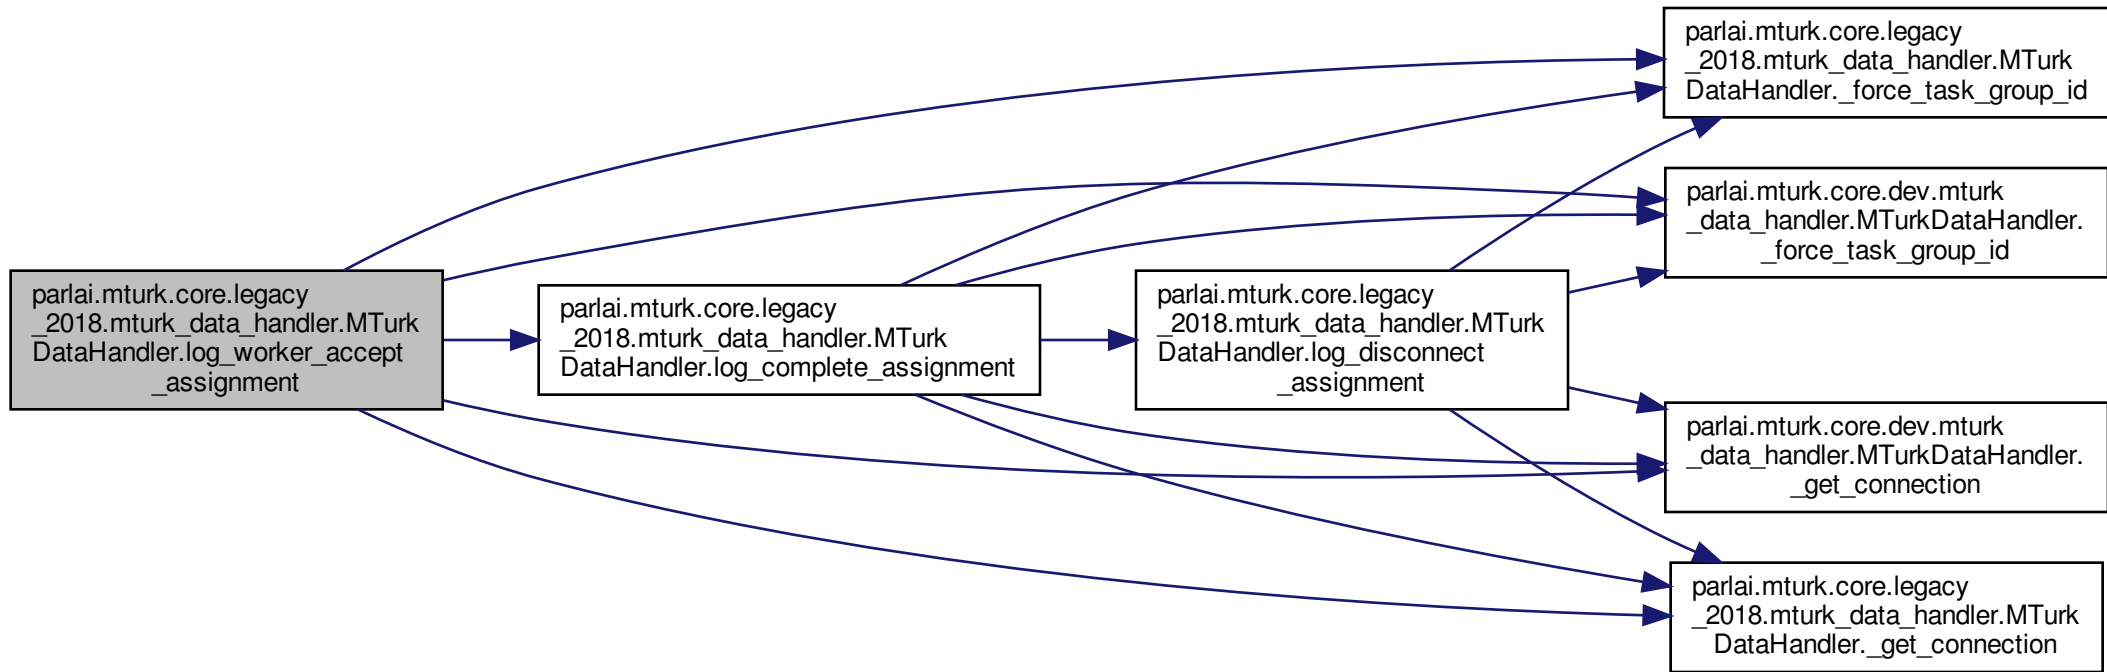 parlai.mturk.core.legacy
_2018.mturk_data_handler.MTurk
DataHandler.log_worker_accept
_assignment
parlai.mturk.core.legacy
_2018.mturk_data_handler.MTurk
DataHandler.log_complete_assignment
parlai.mturk.core.legacy
_2018.mturk_data_handler.MTurk
DataHandler.log_disconnect
_assignment
parlai.mturk.core.legacy
_2018.mturk_data_handler.MTurk
DataHandler._force_task_group_id
parlai.mturk.core.dev.mturk
_data_handler.MTurkDataHandler.
_force_task_group_id
parlai.mturk.core.dev.mturk
_data_handler.MTurkDataHandler.
_get_connection
parlai.mturk.core.legacy
_2018.mturk_data_handler.MTurk
DataHandler._get_connection